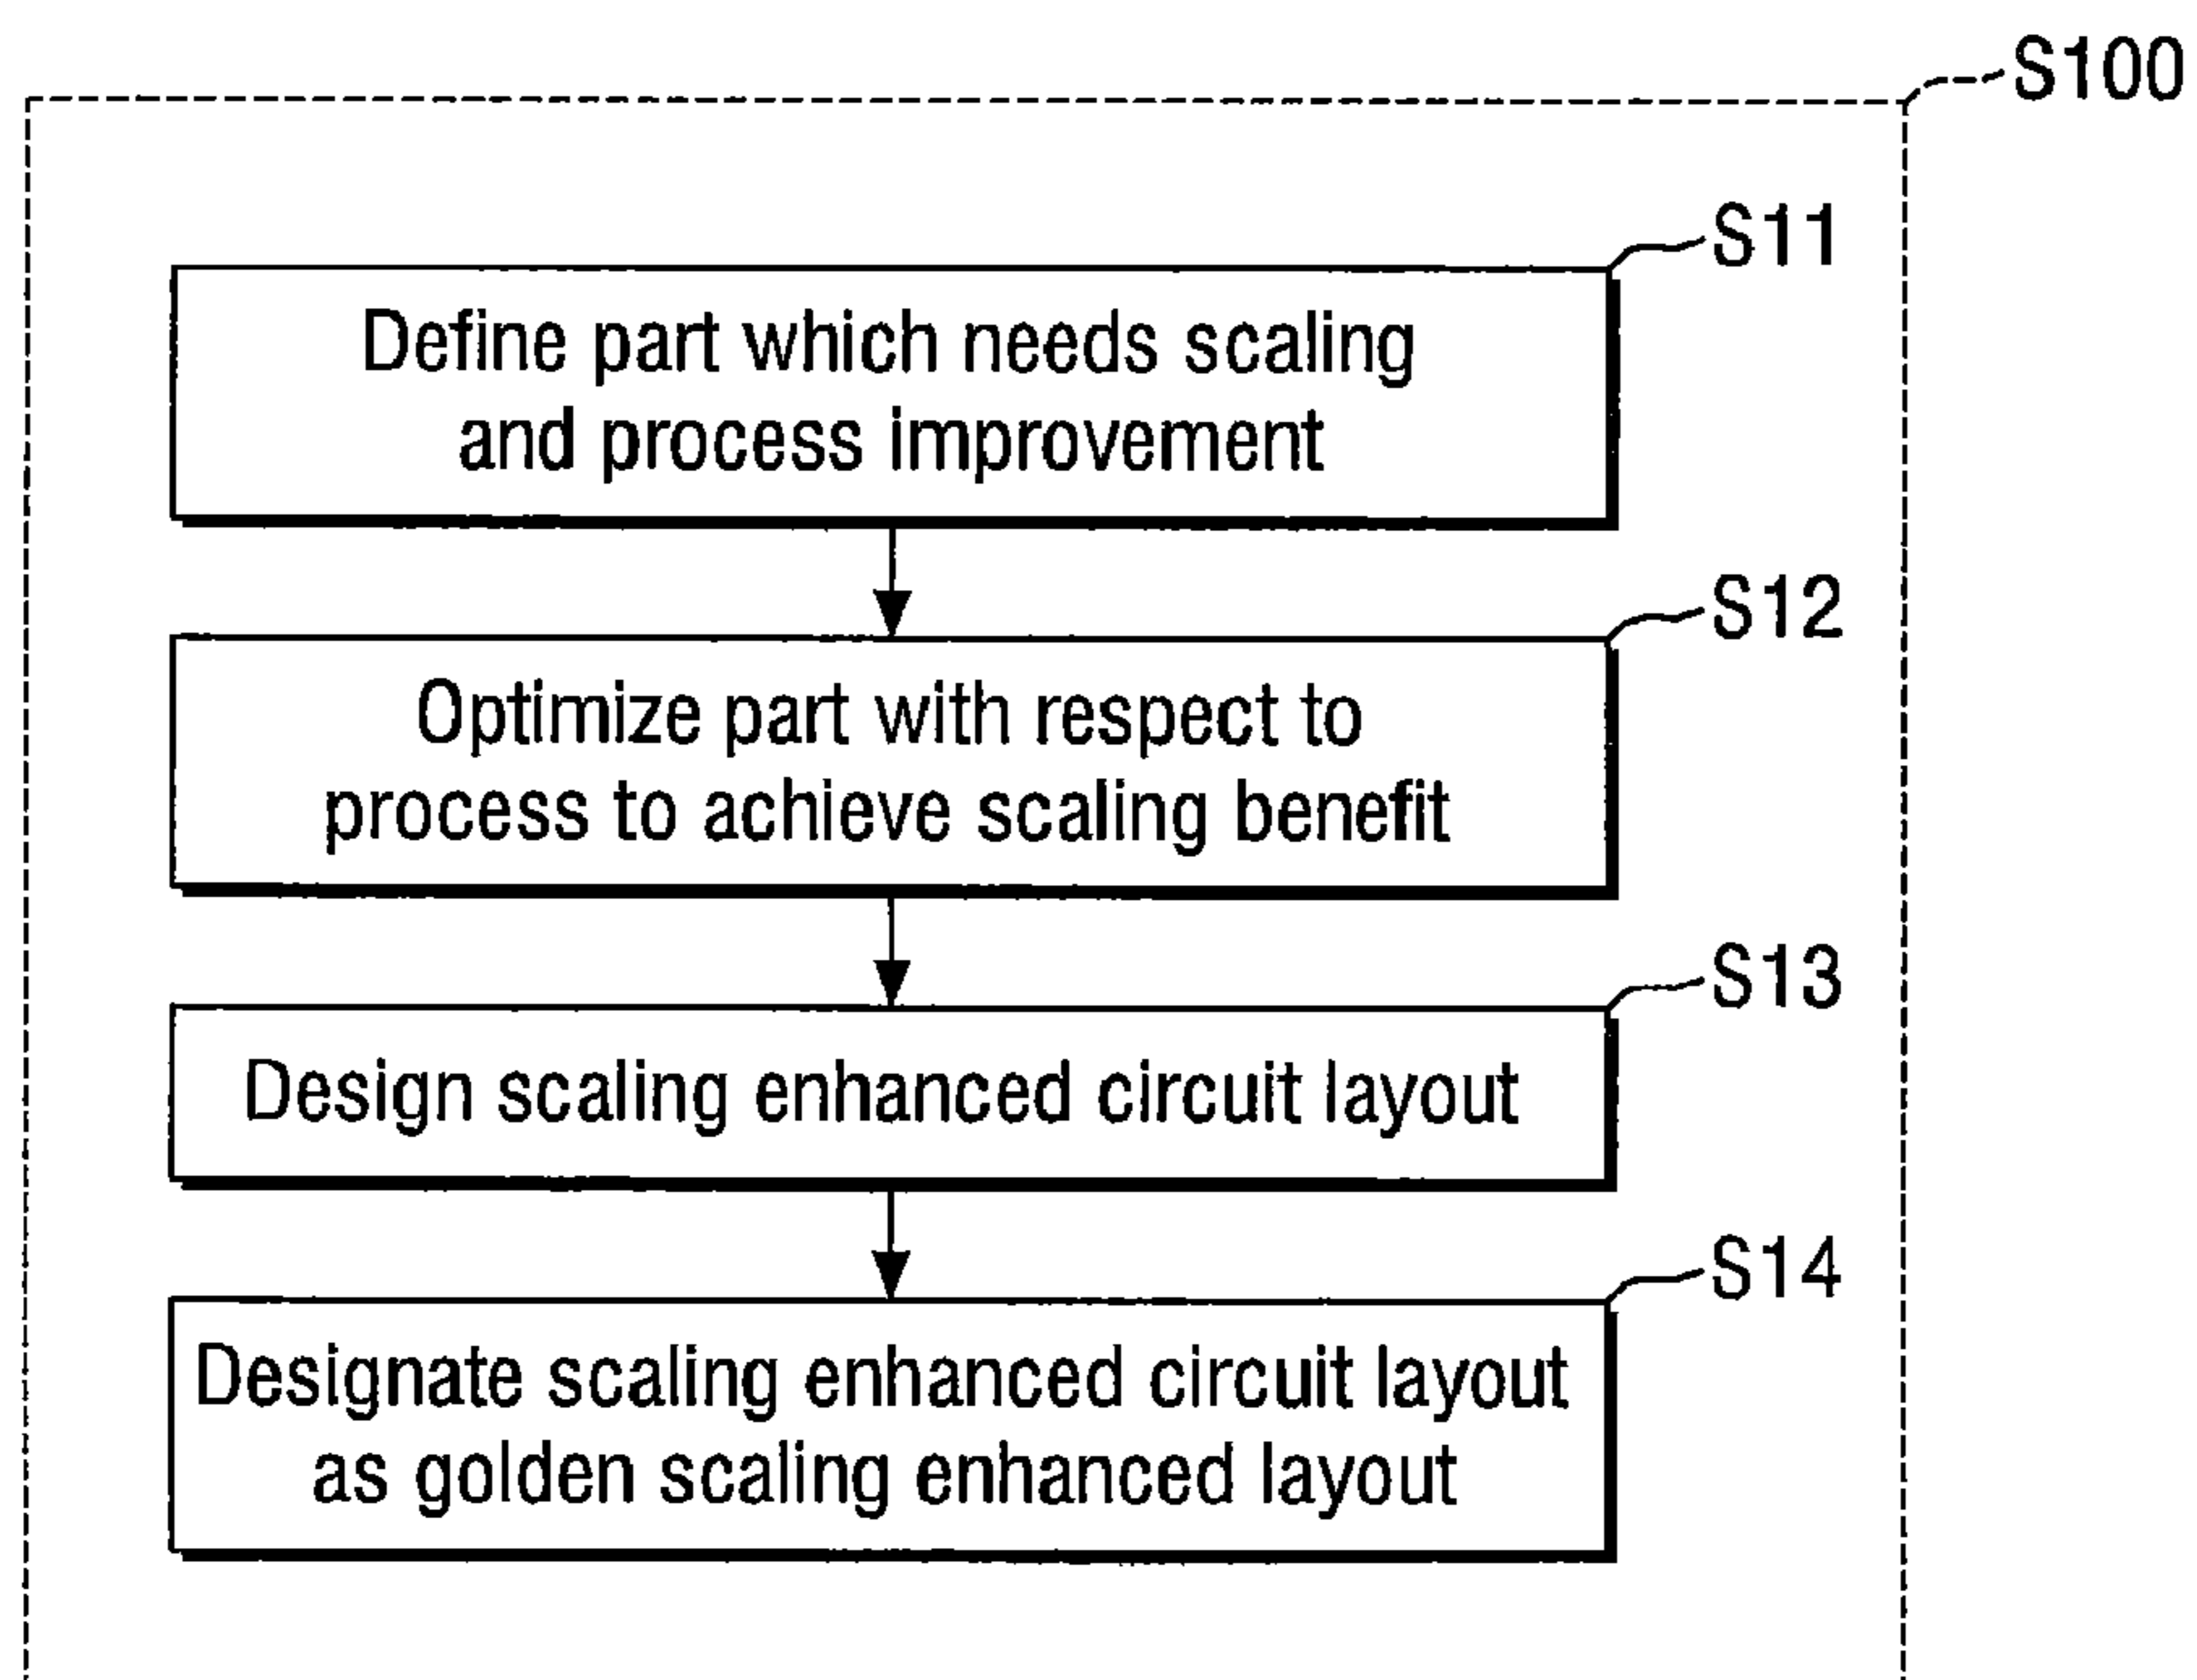 S100
S11
Define part which needs scaling
and process improvement
S12
Optimize part with respect to
process to achieve scaling benefit
S13
Design scaling enhanced circuit layout
S14
Designate scaling enhanced circuit layout
as golden scaling enhanced layout